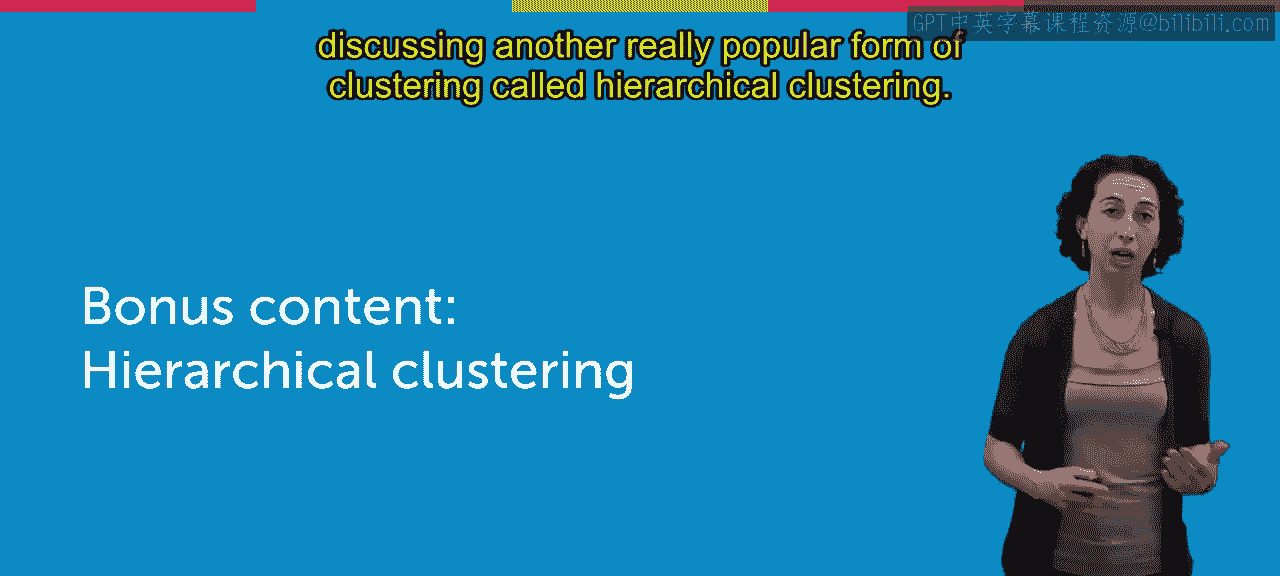 GPT中英字幕课程资源@bilibili.com
discussing another really popular form of
clustering called hierarchical clustering.
Bonus content:
Hierarchical clustering